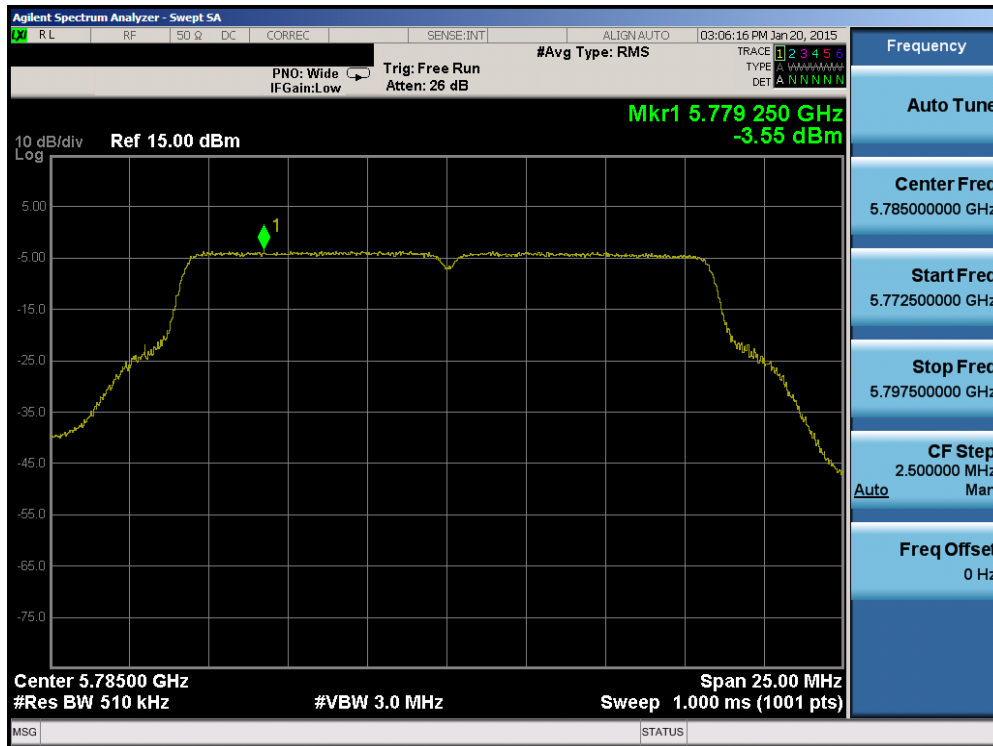 Agilent Spectrum Analyzer - Swept SA
LXI RL RF 50 Ω DC CORREC SENSE:INT ALIGNAUTO 03:06:16 PM Jan 20, 2015
#Avg Type: RMS
TRACE 1 2 3 4 5 6
TYPE A WWWWW
DET A N N N N N
PNO: Wide
IFGain:Low
Trig: Free Run
Atten: 26 dB
Mkr1 5.779 250 GHz
-3.55 dBm
10 dB/div Ref 15.00 dBm
Log
1
5.00
-5.00
-15.0
-25.0
-35.0
-45.0
-55.0
-65.0
-75.0
Center 5.78500 GHz Span 25.00 MHz
#Res BW 510 kHz #VBW 3.0 MHz Sweep 1.000 ms (1001 pts)
MSG STATUS
Frequency
Auto Tune
Center Freq
5.785000000 GHz
Start Freq
5.772500000 GHz
Stop Freq
5.797500000 GHz
CF Step
2.500000 MHz
Auto Man
Freq Offset
0 Hz